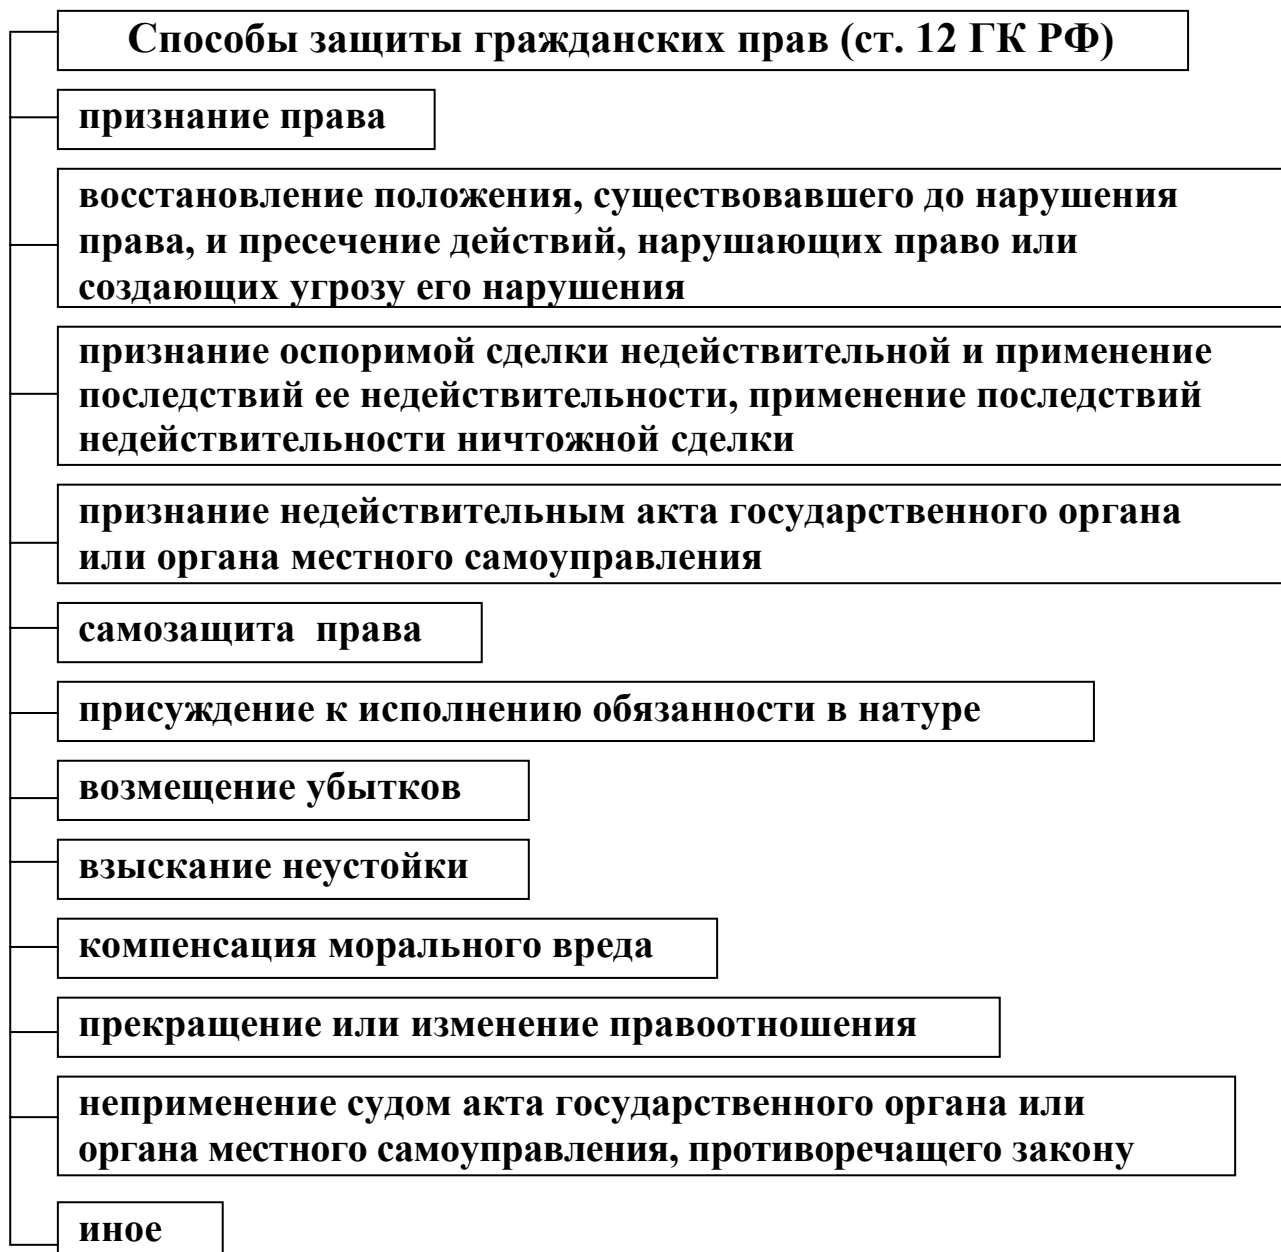 Способы защиты гражданских прав (ст. 12 ГК РФ)
признание права
восстановление положения, существовавшего до нарушения
права, и пресечение действий, нарушающих право или
создающих угрозу его нарушения
признание оспоримой сделки недействительной и применение
последствий ее недействительности, применение последствий
недействительности ничтожной сделки
признание недействительным акта государственного органа
или органа местного самоуправления
самозащита права
присуждение к исполнению обязанности в натуре
возмещение убытков
взыскание неустойки
компенсация морального вреда
прекращение или изменение правоотношения
неприменение судом акта государственного органа или
органа местного самоуправления, противоречащего закону
иное